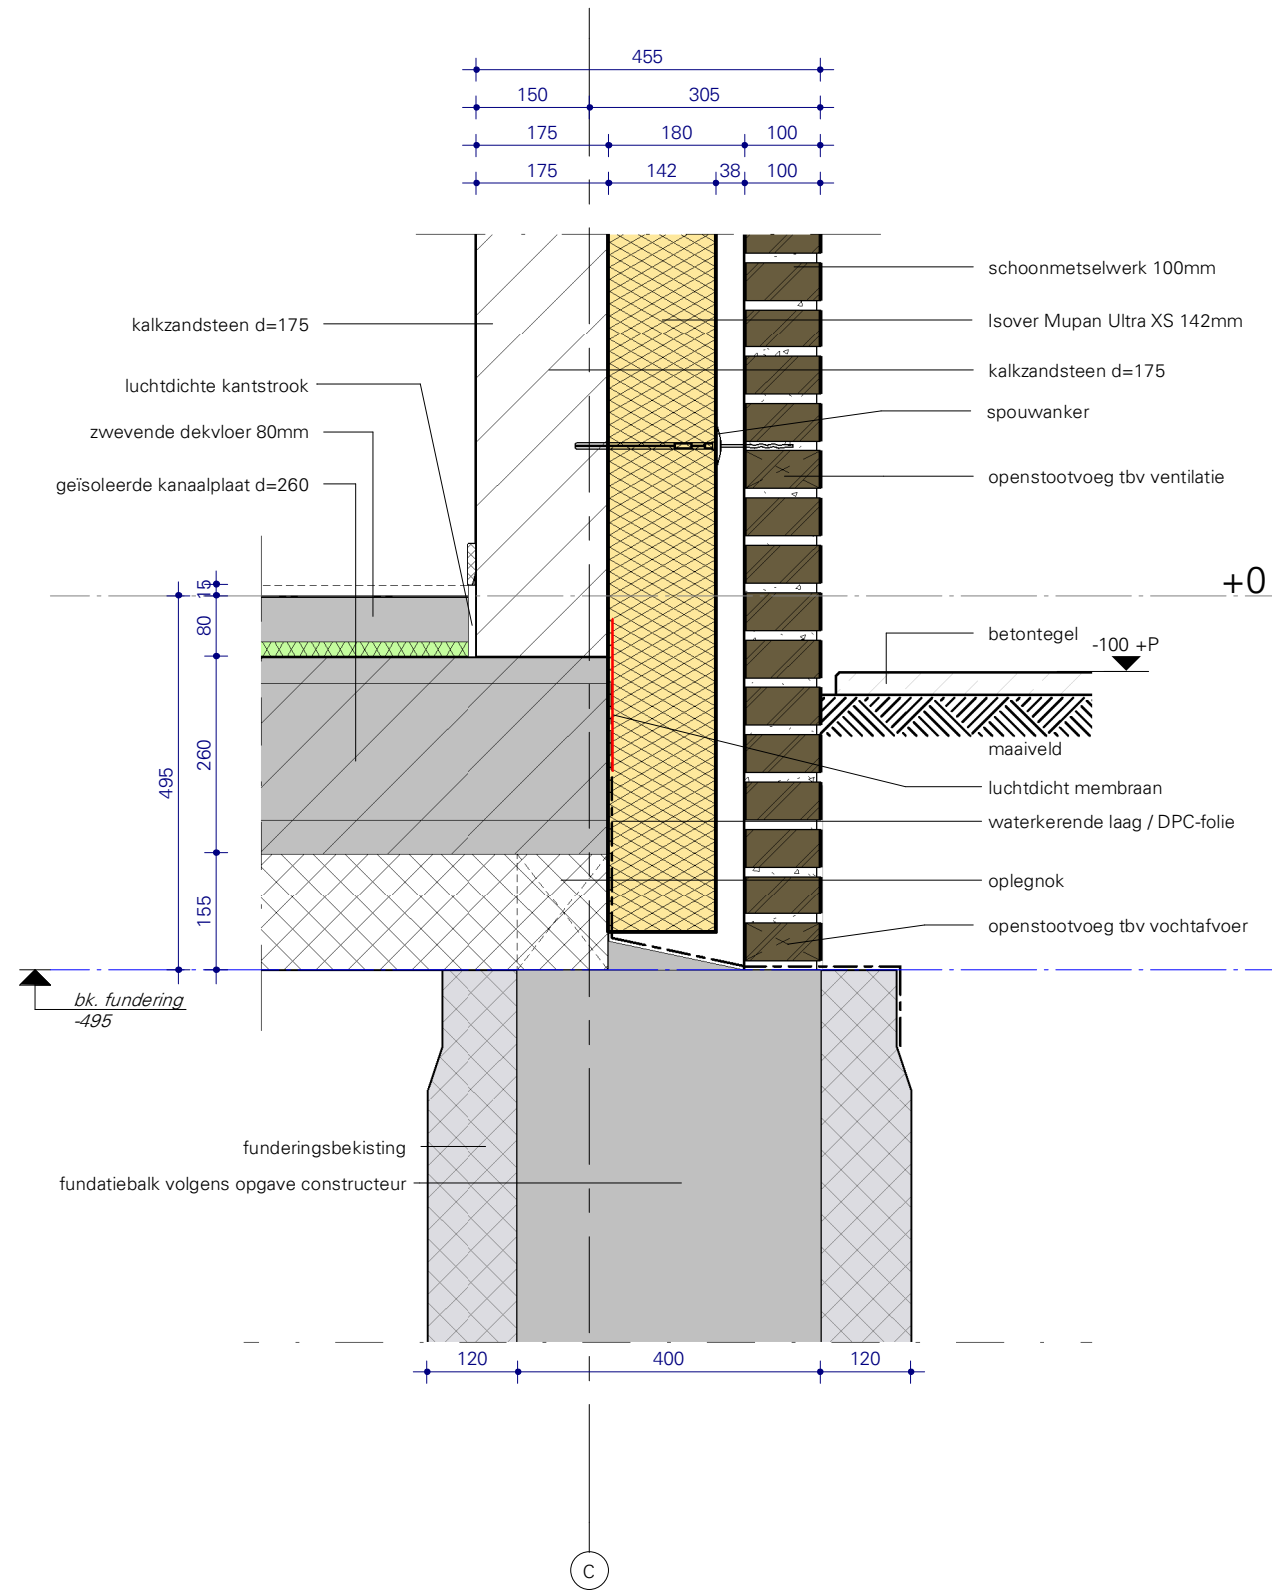 455
150 305
175 180 100
175 142 38 100
schoonmetselwerk 100mm
Isover Mupan Ultra XS 142mm
kalkzandsteen d=175
kalkzandsteen d=175
luchtdichte kantstrook
spouwanker
zwevende dekvloer 80mm
openstootvoeg tbv ventilatie
geïsoleerde kanaalplaat d=260
15
+0
80
betontegel
-100 +P
260
maaiveld
495
luchtdicht membraan
waterkerende laag / DPC-folie
oplegnok
155
openstootvoeg tbv vochtafvoer
bk. fundering
-495
funderingsbekisting
fundatiebalk volgens opgave constructeur
120 400 120
C